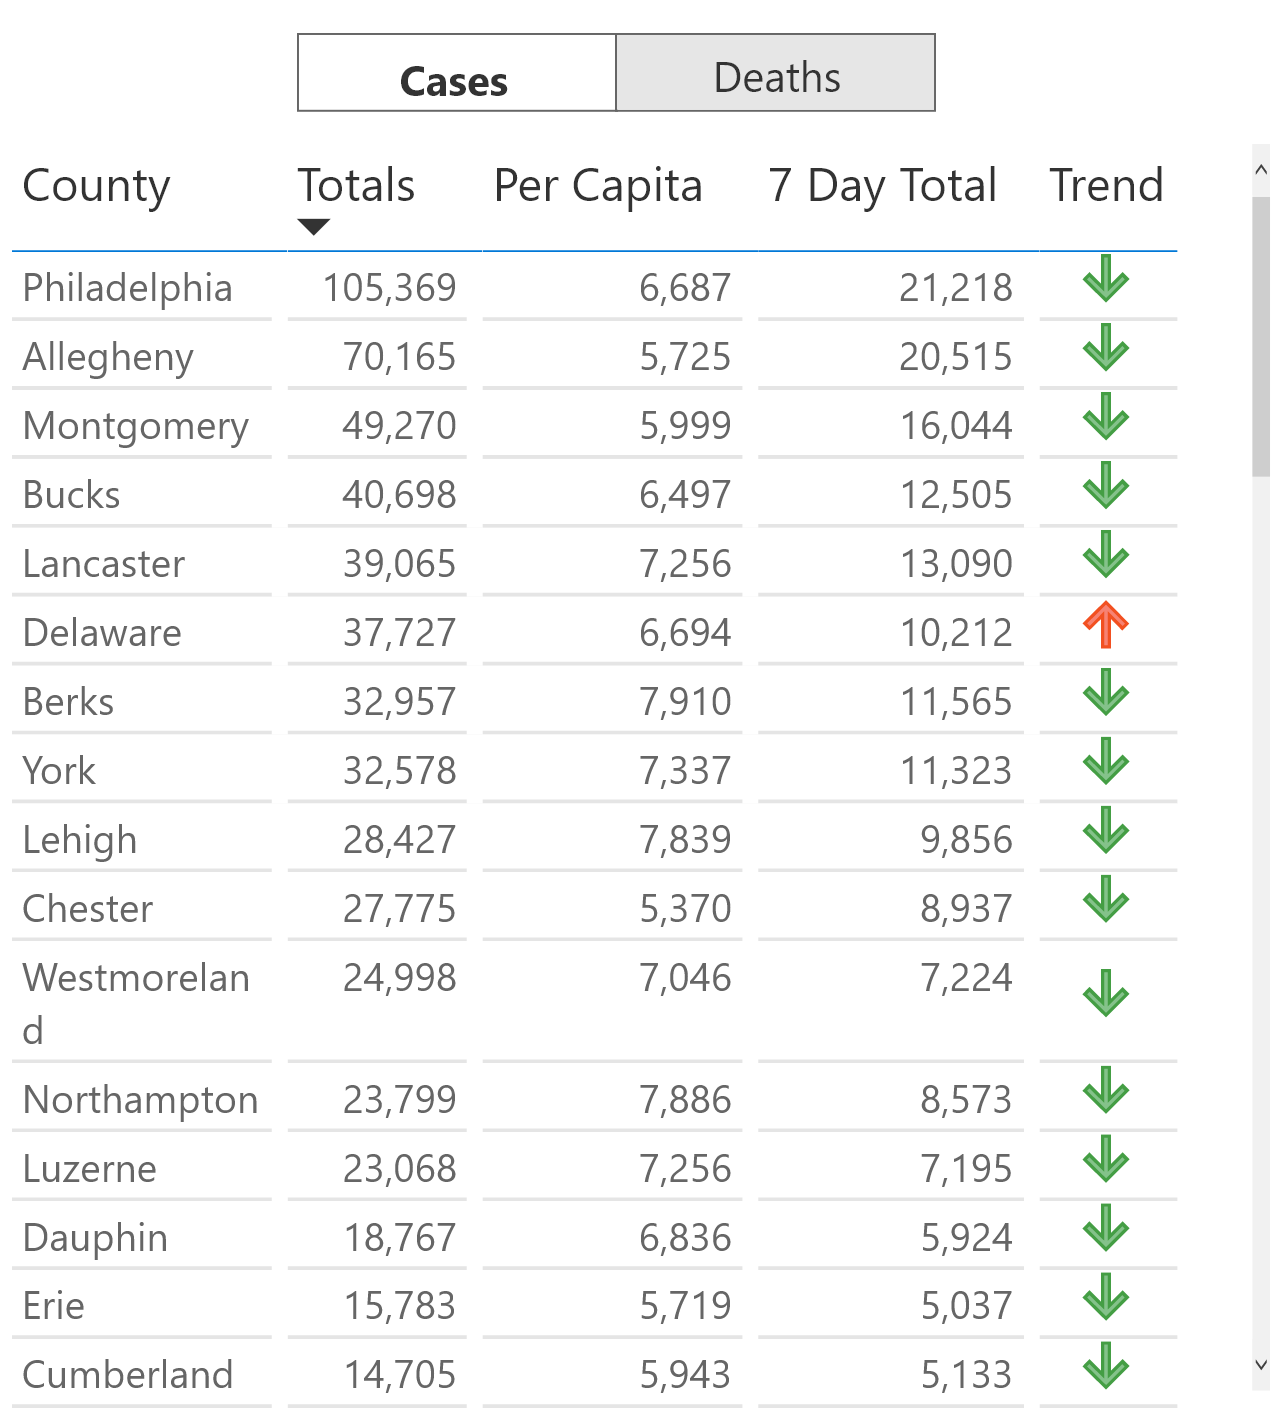 Cases Deaths
County Totals Per Capita 7 Day Total Trend
Philadelphia 105,369 6,687 21,218
Allegheny 70,165 5,725 20,515
Montgomery 49,270 5,999 16,044
Bucks 40,698 6,497 12,505
Lancaster 39,065 7,256 13,090
Delaware 37,727 6,694 10,212
Berks 32,957 7,910 11,565
York 32,578 7,337 11,323
Lehigh 28,427 7,839 9,856
Chester 27,775 5,370 8,937
Westmorelan 24,998 7,046 7,224
d
Northampton 23,799 7,886 8,573
Luzerne 23,068 7,256 7,195
Dauphin 18,767 6,836 5,924
Erie 15,783 5,719 5,037
Cumberland 14,705 5,943 5,133